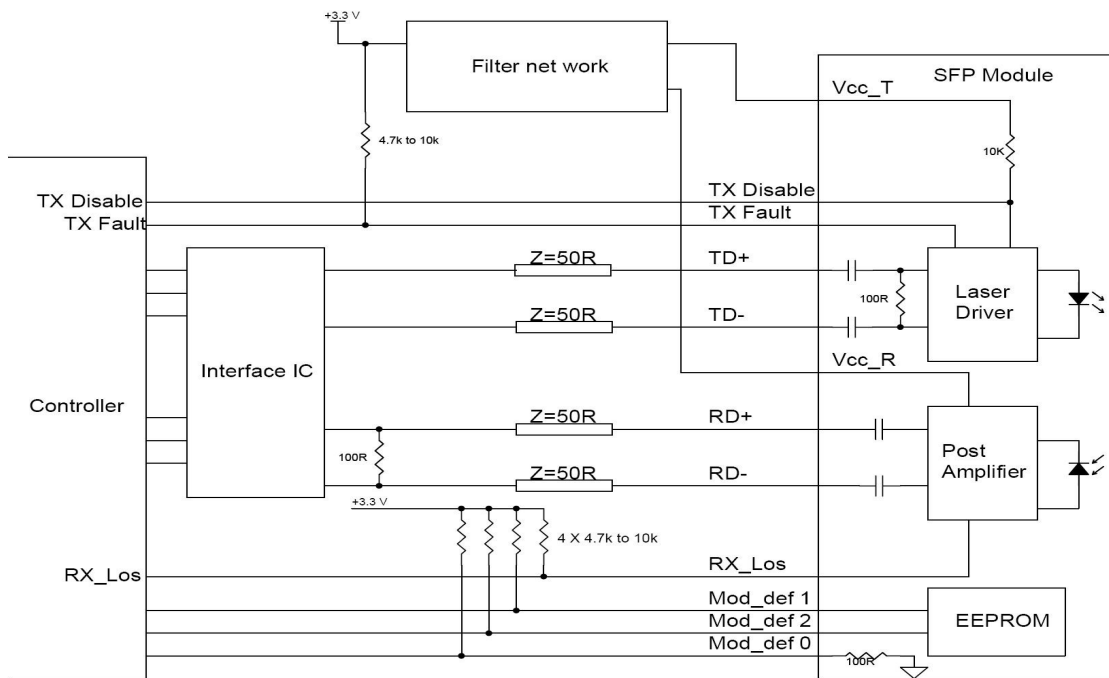 +3.3 V
Filter net work
SFP Module
Vcc_T
4.7k to 10k
10K
TX Disable
TX Disable
TX Fault
TX Fault
Z=50R
TD+
Laser
Driver
100R
Z=50R
TD-
Interface IC
Vcc_R
Controller
Z=50R
RD+
100R
Post
Amplifier
Z=50R
RD-
+3.3 V
4 X 4.7k to 10k
RX_Los
RX_Los
Mod_def 1
Mod_def 2
EEPROM
Mod_def 0
100R